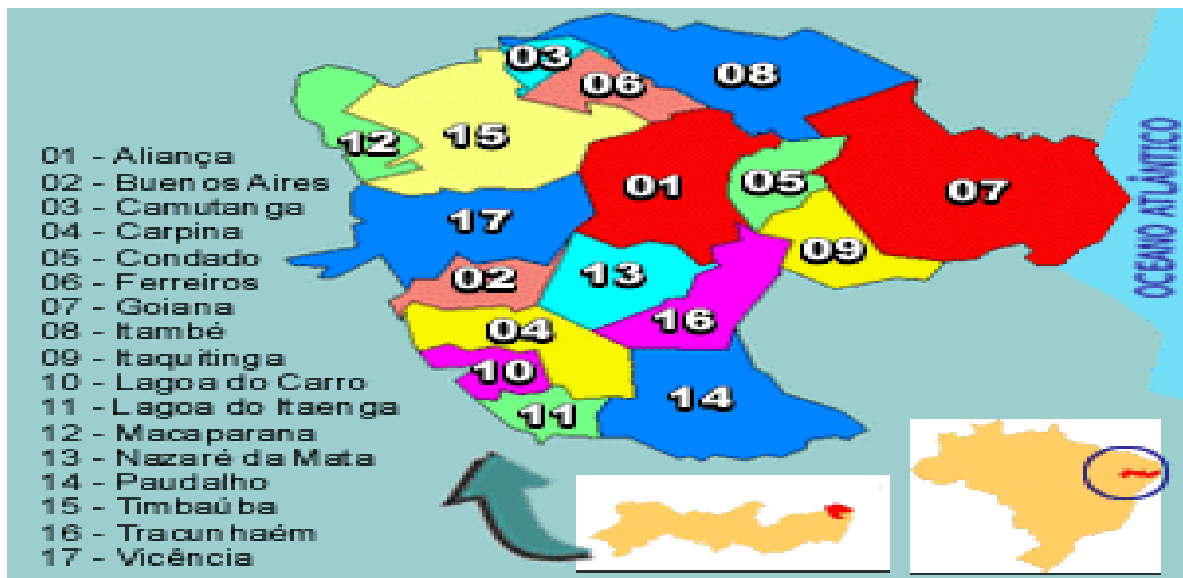 03
06
08
12
15
01
05
07
17
09
02
13
04
16
10
14
11
01 - Aliança
02 - Buenos Aires
03 - Camutanga
04 - Carpina
05 - Condado
06 - Ferreiros
07 - Goiana
08 - Itambé
09 - Itaquitinga
10 - Lagoa do Carro
11 - Lagoa do Itaenga
12 - Macaparana
13 - Nazaré da Mata
14 - Paudalho
15 - Timbaúba
16 - Tracunhaém
17 - Vicência
OCEANO ATLÂNTICO